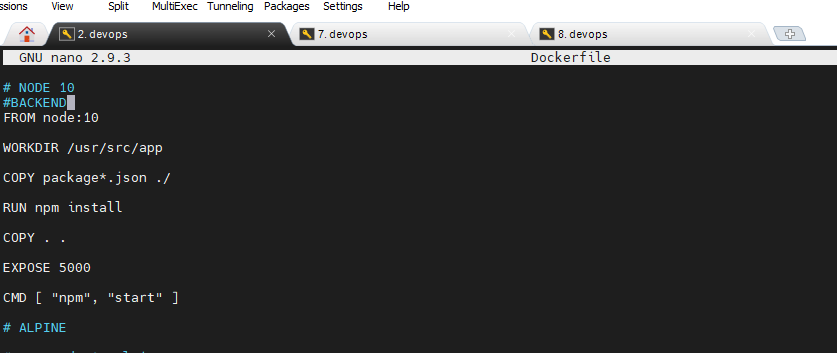 ssions View Split MultiExec Tunneling Packages Settings Help
2. devops 7. devops 8. devops
GNU nano 2.9.3 Dockerfile
# NODE 10
#BACKEND
FROM node:10
WORKDIR /usr/src/app
COPY package*.json ./
RUN npm install
COPY . .
EXPOSE 5000
CMD [ "npm", "start" ]
# ALPINE